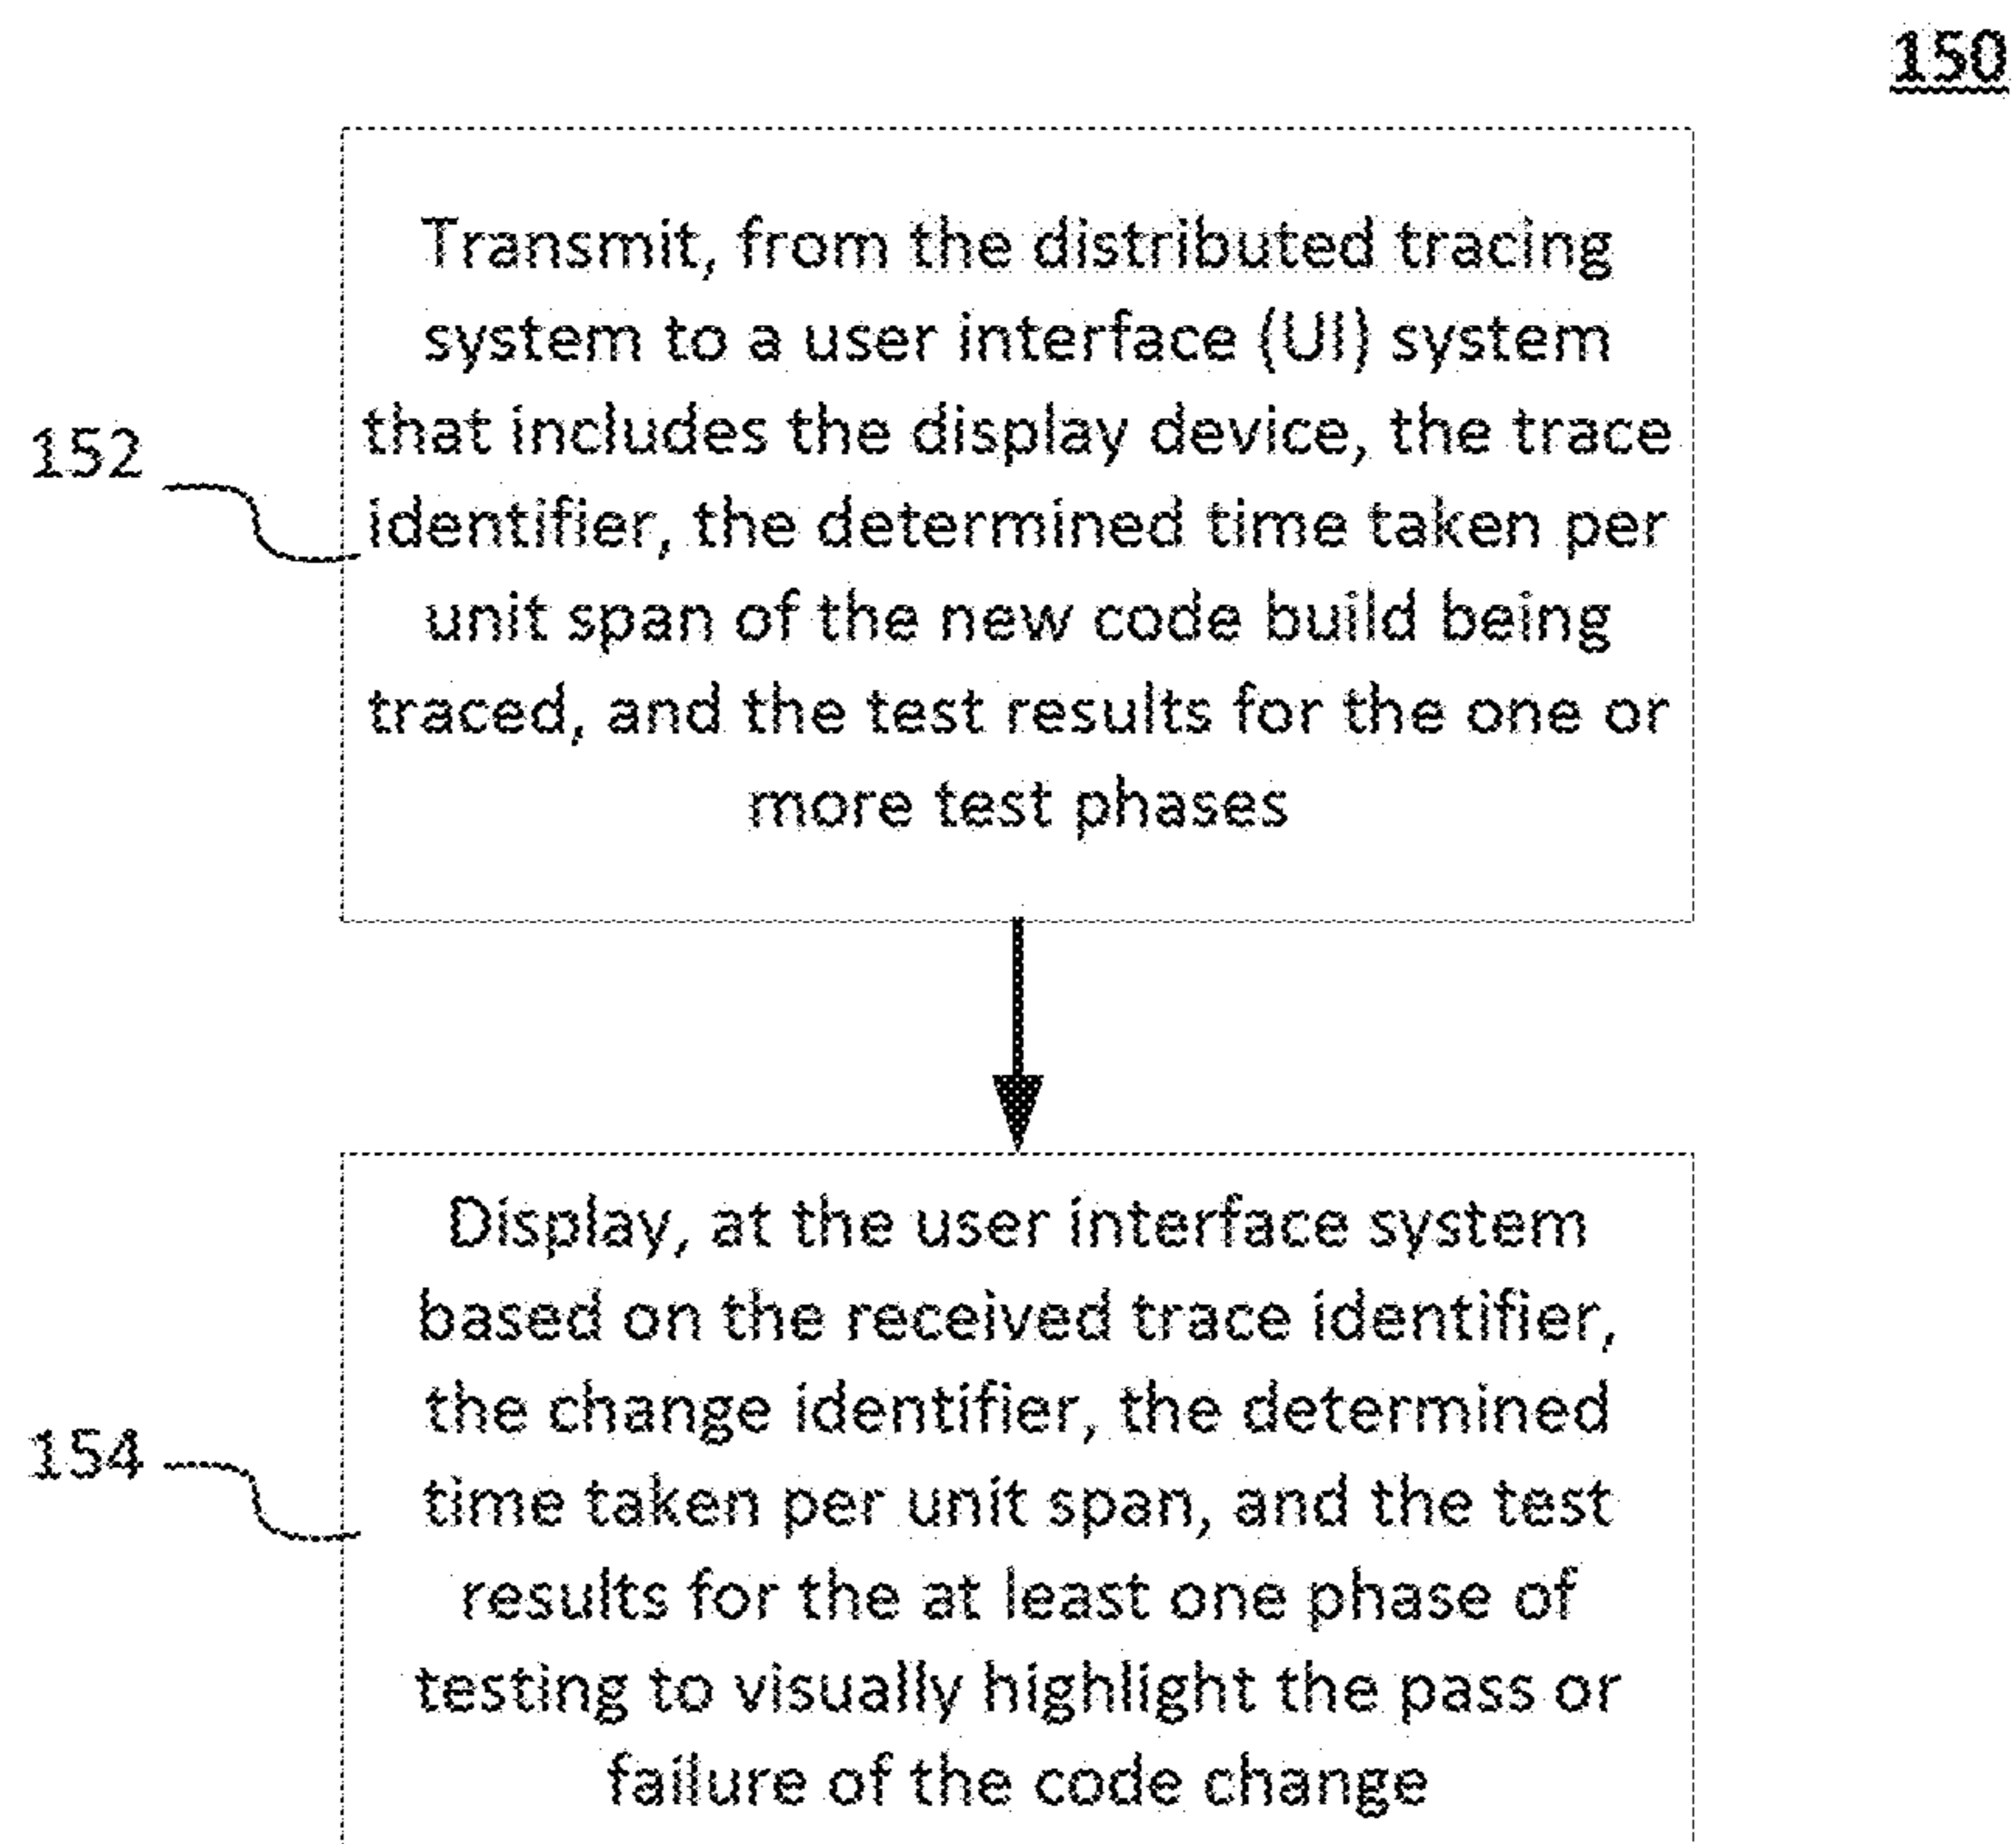 150
Transmit, from the distributed tracing
system to a user interface (UI) system
that includes the display device, the trace
152
identifier, the determined time taken per
unit span of the new code build being
traced, and the test results for the one or
more test phases
Display, at the user interface system
based on the received trace identifier,
the change identifier, the determined
154
time taken per unit span, and the test
results for the at least one phase of
testing to visually highlight the pass or
failure of the code change